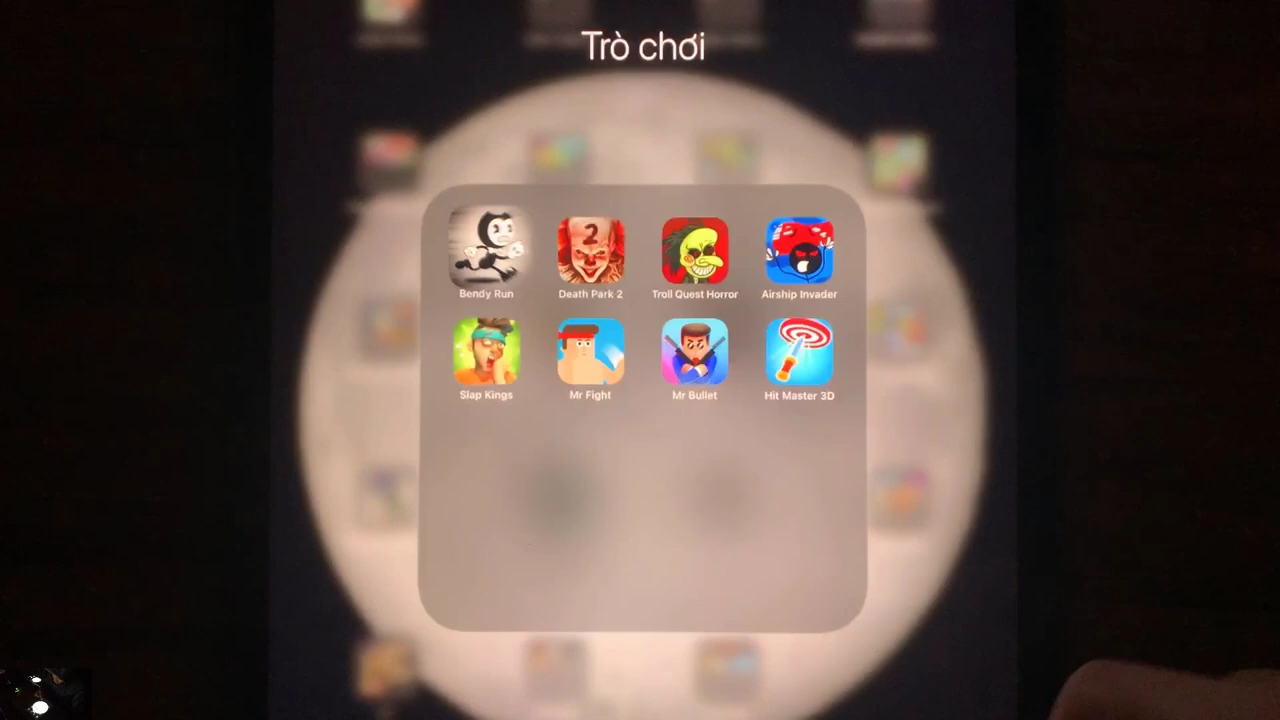 Trò chơi
Bendy Run
Death Park 2
Troll Quest Horror
Airship Invader
Slap Kings
Mr Fight
Mr Bullet
Hit Master 3D